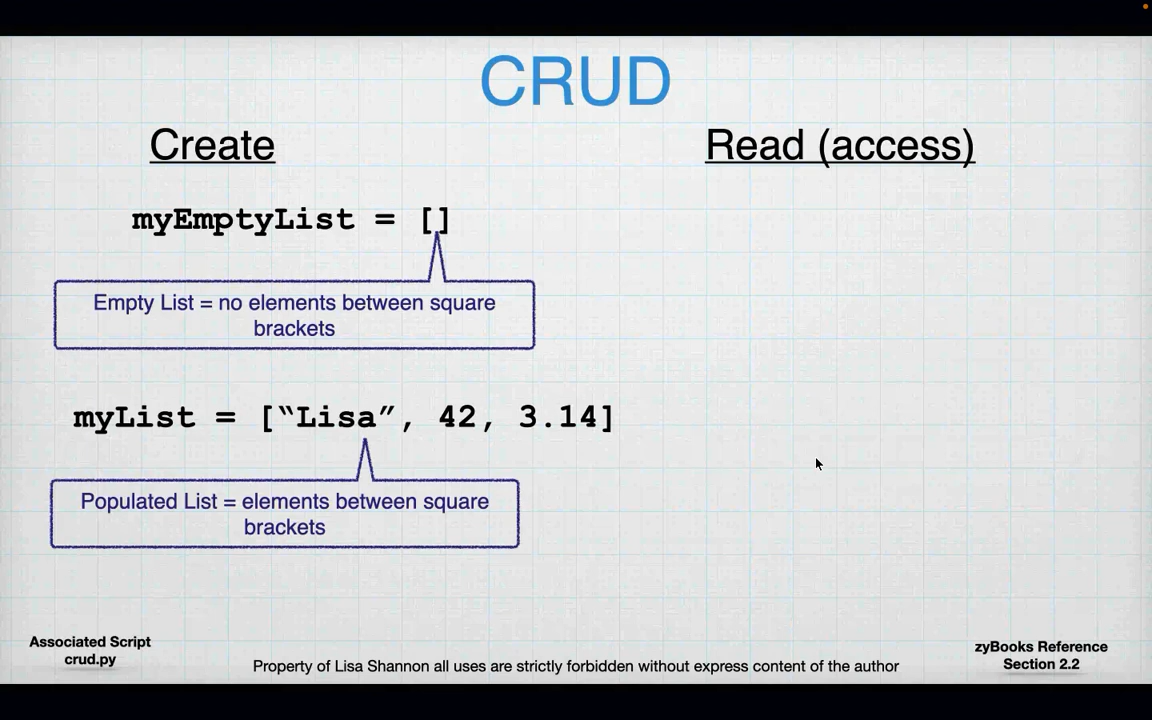 CRUD
Create
Read (access)
myEmptyList = []
Empty List = no elements between square
brackets
myList = [“Lisa”, 42, 3.14]
Populated List = elements between square
brackets
Associated Script
crud.py
Property of Lisa Shannon all uses are strictly forbidden without express content of the author
zyBooks Reference
Section 2.2